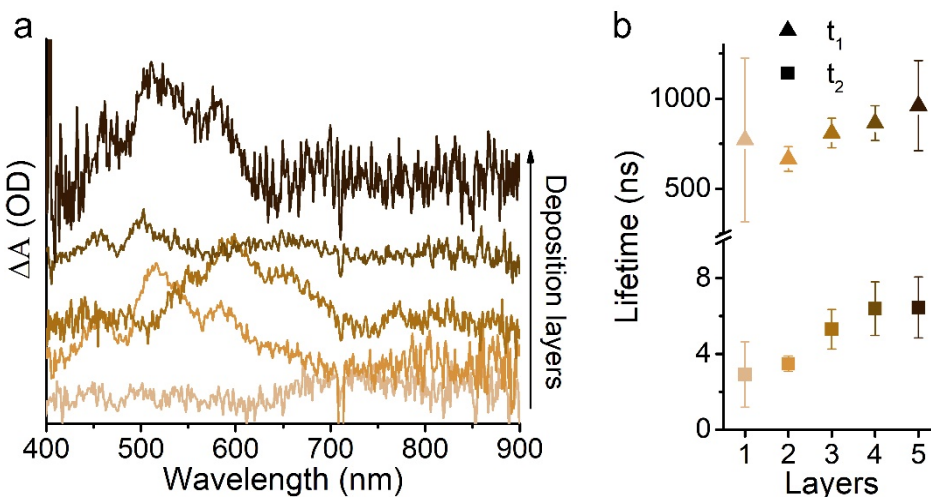 a
ΔA (OD)
Deposition layers
400 500 600 700 800 900
Wavelength (nm)
b
t₁
t₂
Lifetime (ns)
1000
500
8
4
0
1 2 3 4 5
Layers